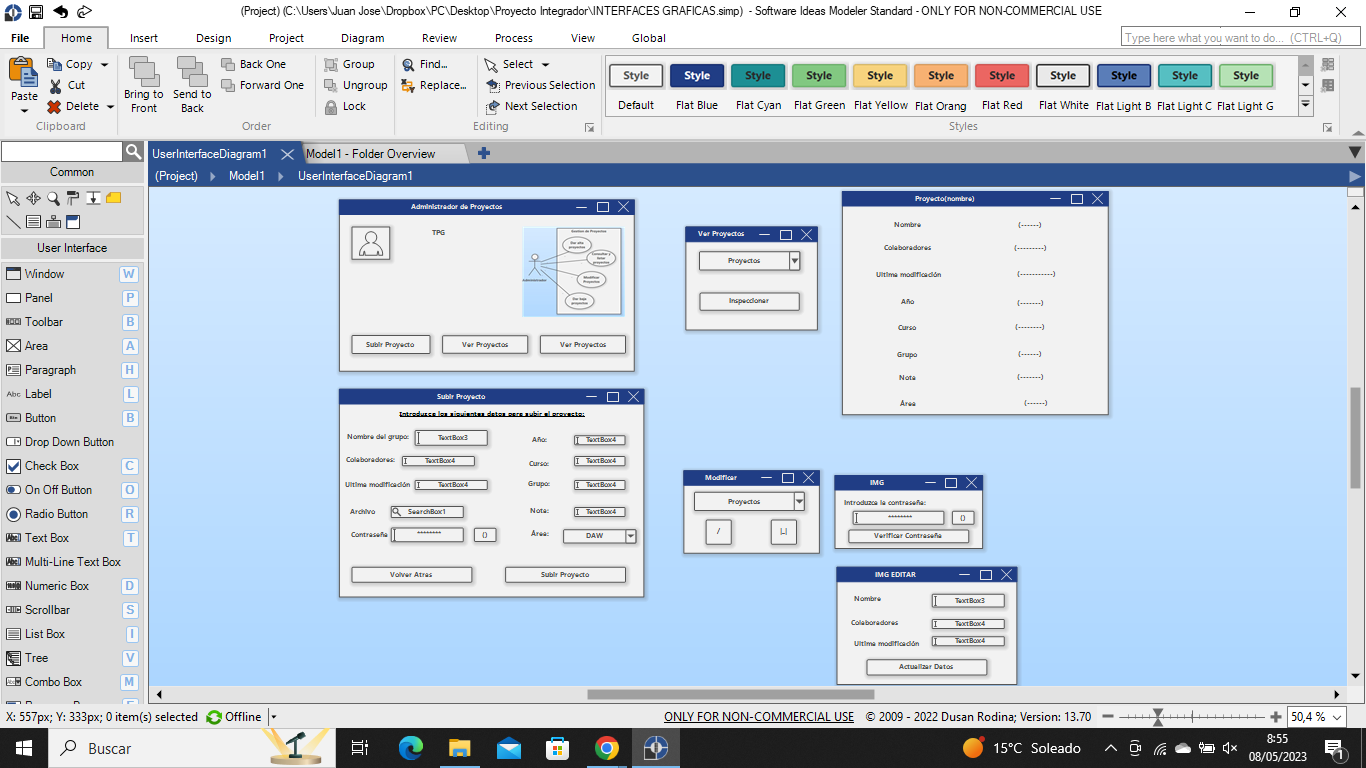 (Project) (C:\Users\Juan Jose\Dropbox\PC\Desktop\Proyecto Integrador\INTERFACES GRAFICAS.simp) - Software Ideas Modeler Standard - ONLY FOR NON-COMMERCIAL USE
File Home Insert Design Project Diagram Review Process View Global
Type here what you want to do... (CTRL+Q)
Paste
Copy
Cut
Delete
Clipboard
Bring to Front
Send to Back
Back One
Forward One
Group
Ungroup
Lock
Order
Find...
Replace...
Select
Previous Selection
Next Selection
Editing
Style Style Style Style Style Style Style Style Style Style Style
Default Flat Blue Flat Cyan Flat Green Flat Yellow Flat Orang Flat Red Flat White Flat Light B Flat Light C Flat Light G
Styles
UserInterfaceDiagram1
Model1 - Folder Overview
(Project) Model1 UserInterfaceDiagram1
Common
User Interface
Window W
Panel P
Toolbar B
Area A
Paragraph H
Label L
Button B
Drop Down Button
Check Box C
On Off Button O
Radio Button R
Text Box T
Multi-Line Text Box
Numeric Box D
Scrollbar S
List Box I
Tree V
Combo Box M
Administrador de Proyectos
TPG
Gestion de Proyectos
Dar alta proyectos
Consultar y listar proyectos
Modificar Proyectos
Dar baja proyectos
Administrador
Subir Proyecto
Ver Proyectos
Ver Proyectos
Ver Proyectos
Proyectos
Inspeccionar
Proyecto(nombre)
Nombre (------)
Colaboradores (---------)
Ultima modificación (-----------)
Año (-------)
Curso (--------)
Grupo (------)
Note (-------)
Área (------)
Subir Proyecto
Introduzca los siguientes datos para subir el proyecto:
Nombre del grupo: TextBox3
Año: TextBox4
Colaboradores: TextBox4
Curso: TextBox4
Ultima modificación TextBox4
Grupo: TextBox4
Archivo SearchBox1
Note: TextBox4
Contraseña ******** ()
Área: DAW
Volver Atras
Subir Proyecto
Modificar
Proyectos
/ |_|
IMG
Introduzca la contraseña:
******** ()
Verificar Contraseña
IMG EDITAR
Nombre TextBox3
Colaboradores TextBox4
Ultima modificación TextBox4
Actualizar Datos
X: 557px; Y: 333px; 0 item(s) selected
Offline
ONLY FOR NON-COMMERCIAL USE
© 2009 - 2022 Dusan Rodina; Version: 13.70
50,4 %
Buscar
15°C Soleado
8:55
08/05/2023
1